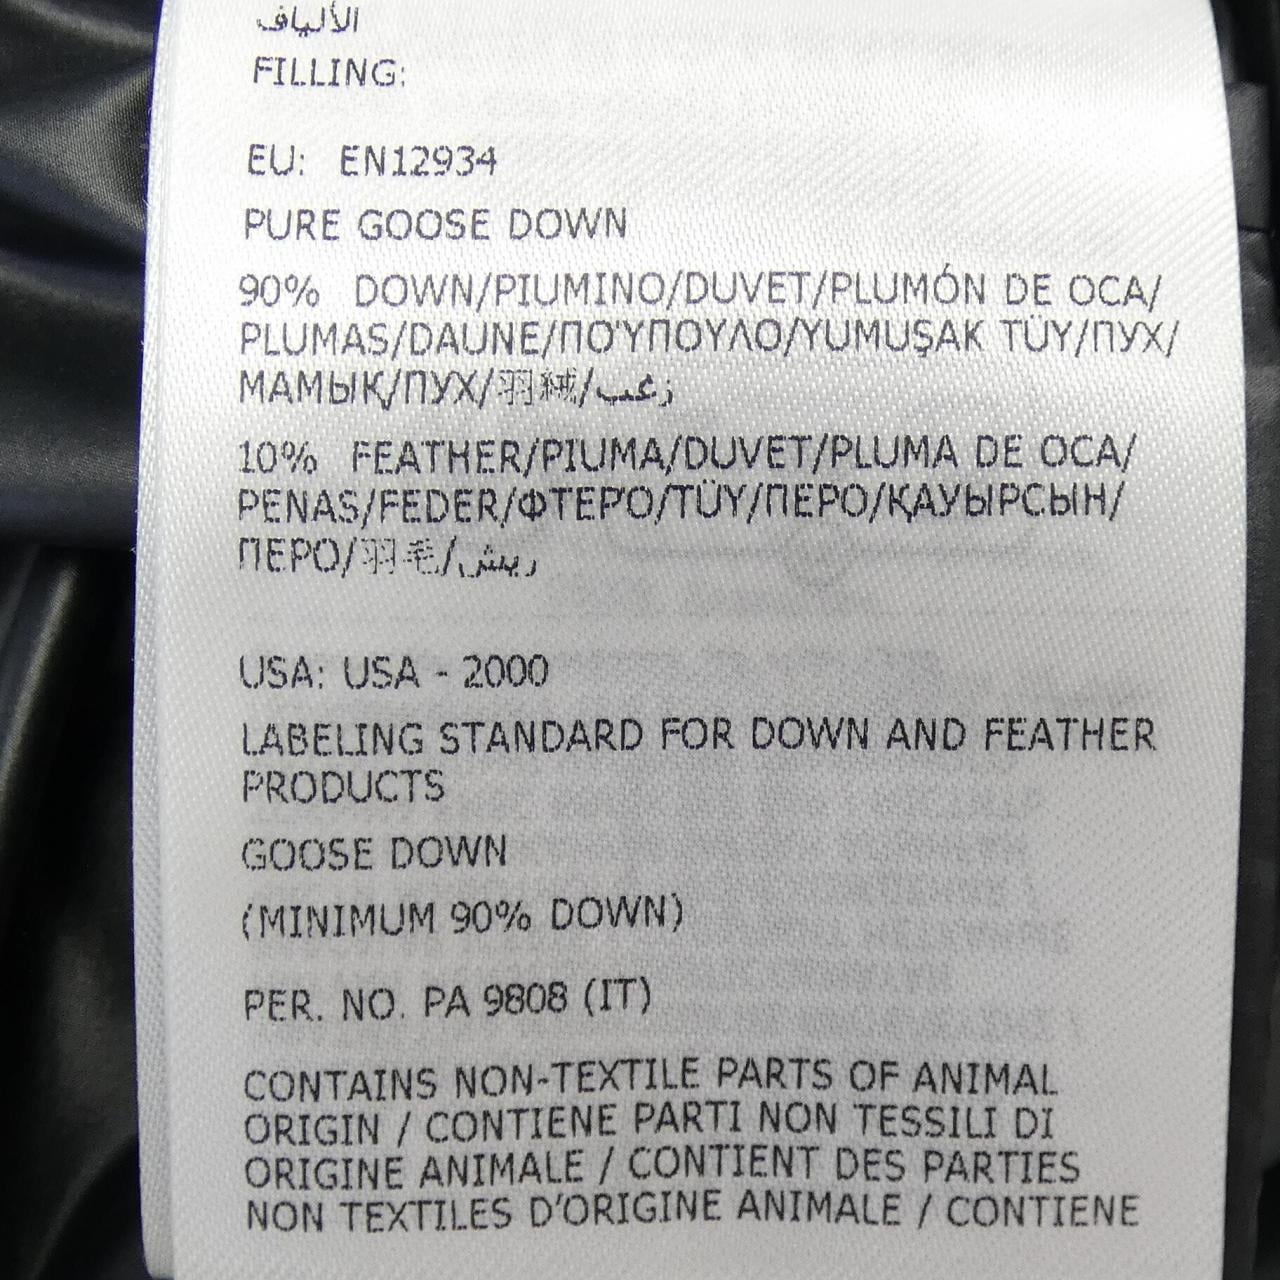 الألياف
FILLING:
EU: EN12934
PURE GOOSE DOWN
90% DOWN/PIUMINO/DUVET/PLUMÓN DE OCA/
PLUMAS/DAUNE/ΠΟΎΠΟΥΛΟ/YUMUŞAK TÜY/ПУХ/
МАМЫҚ/ПУХ/羽絨/زغب
10% FEATHER/PIUMA/DUVET/PLUMA DE OCA/
PENAS/FEDER/ΦΤΕΡΌ/TÜY/ПЕРО/ҚАУЫРСЫН/
ПЕРО/羽毛/ريش
USA: USA - 2000
LABELING STANDARD FOR DOWN AND FEATHER
PRODUCTS
GOOSE DOWN
(MINIMUM 90% DOWN)
PER. NO. PA 9808 (IT)
CONTAINS NON-TEXTILE PARTS OF ANIMAL
ORIGIN / CONTIENE PARTI NON TESSILI DI
ORIGINE ANIMALE / CONTIENT DES PARTIES
NON TEXTILES D'ORIGINE ANIMALE / CONTIENE